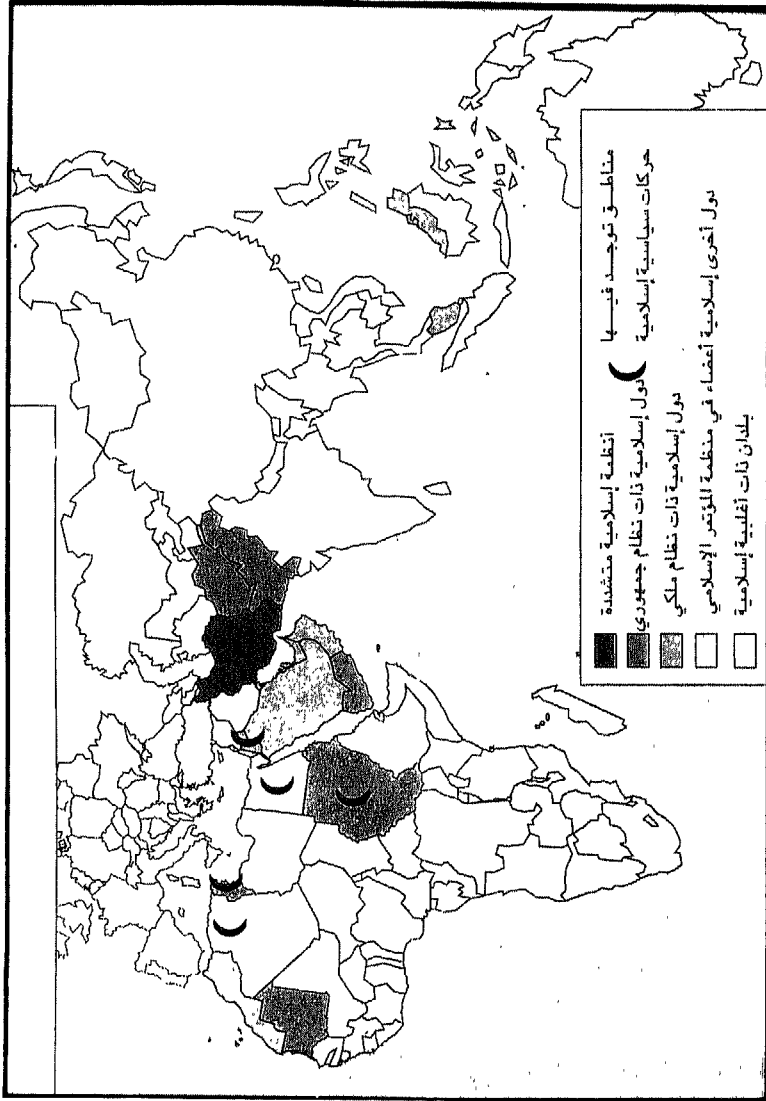 أنظمة إسلامية متشددة
دول إسلامية ذات نظام جمهوري
دول إسلامية ذات نظام ملكي
دول أخرى إسلامية أعضاء في منظمة المؤتمر الإسلامي
بلدان ذات أغلبية إسلامية
مناطق توجد فيها
حركات سياسية إسلامية